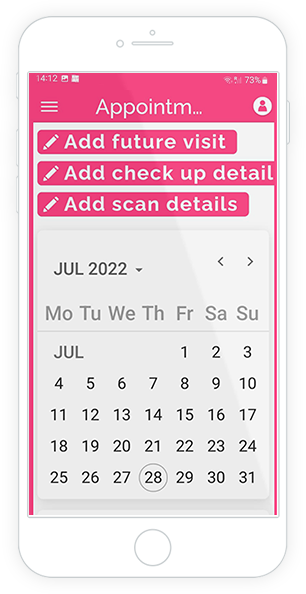 14:12 73%
Appointm...
Add future visit
Add check up detail
Add scan details
JUL 2022
Mo Tu We Th Fr Sa Su
JUL 1 2 3
4 5 6 7 8 9 10
11 12 13 14 15 16 17
18 19 20 21 22 23 24
25 26 27 28 29 30 31